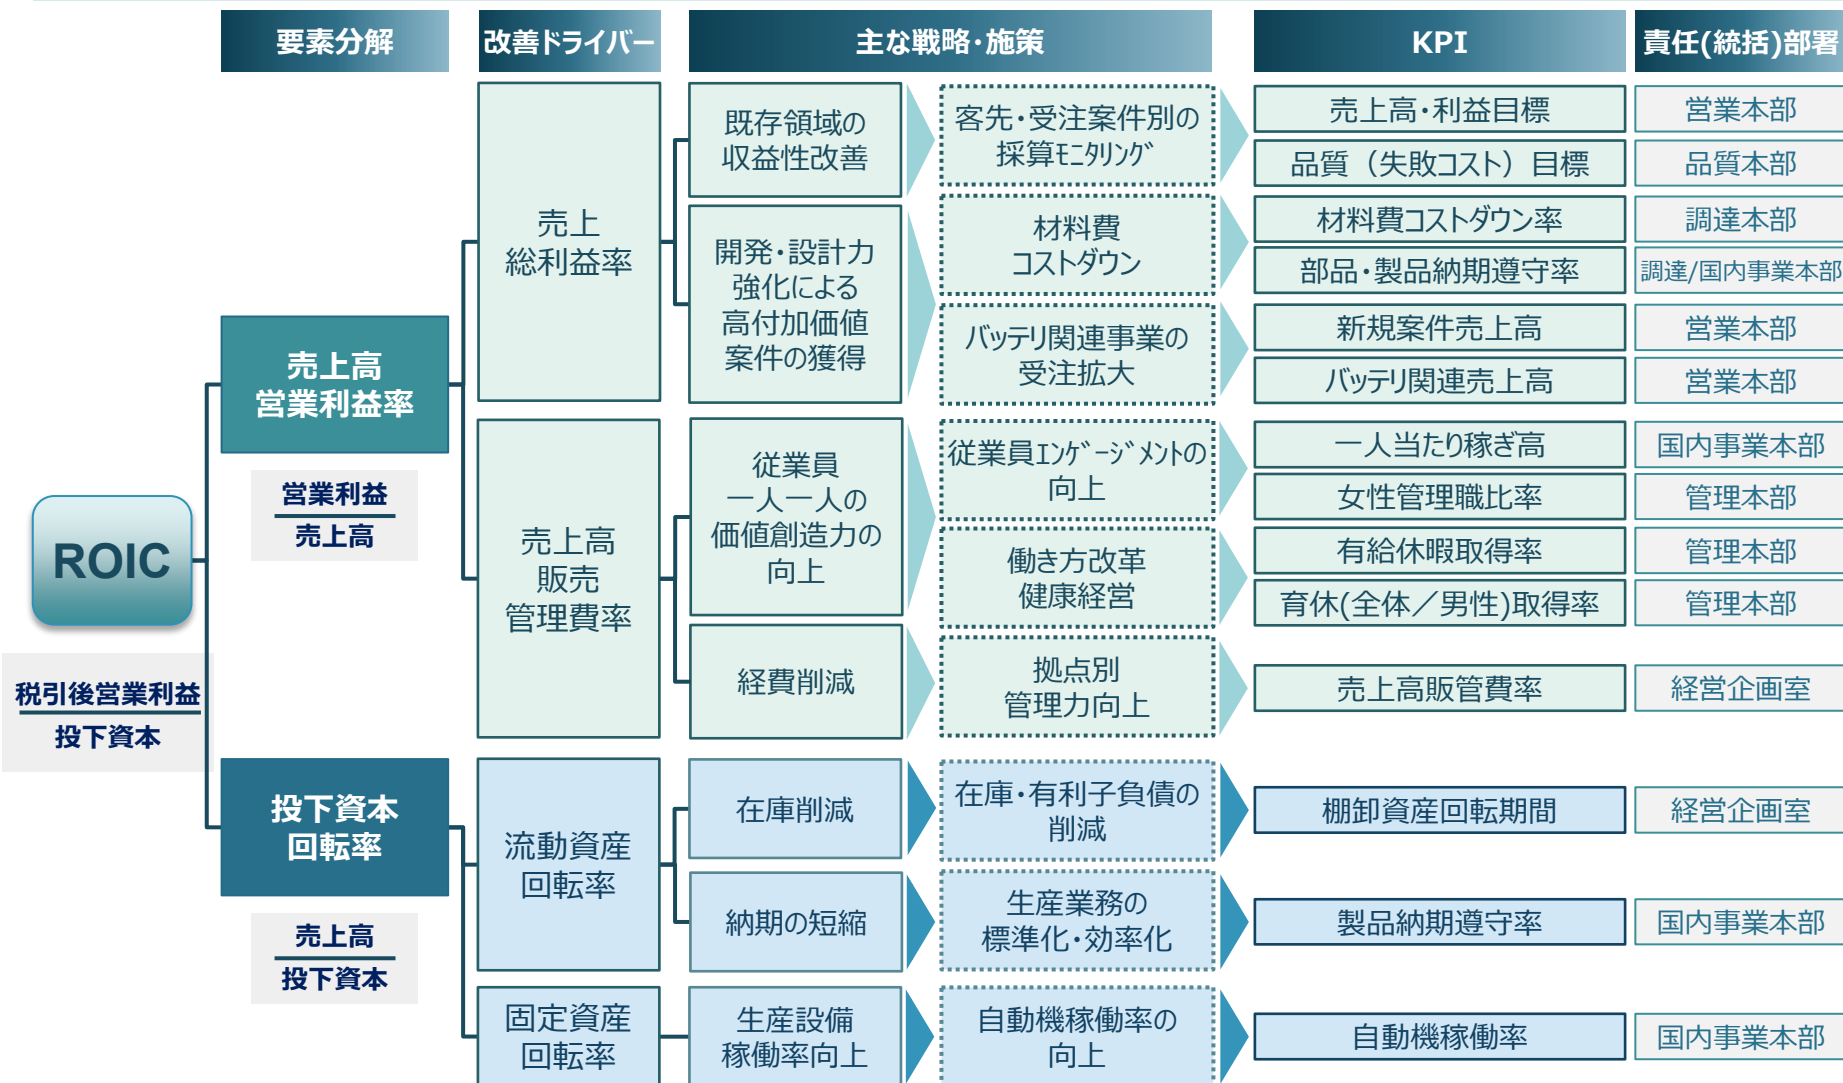 要素分解
改善ドライバー
主な戦略・施策
KPI
責任(統括)部署
ROIC
税引後営業利益
投下資本
売上高
営業利益率
営業利益
売上高
売上
総利益率
既存領域の
収益性改善
客先・受注案件別の
採算ﾓﾆﾀﾘﾝｸﾞ
売上高・利益目標
営業本部
品質（失敗コスト）目標
品質本部
開発・設計力
強化による
高付加価値
案件の獲得
材料費
コストダウン
材料費コストダウン率
調達本部
部品・製品納期遵守率
調達/国内事業本部
バッテリ関連事業の
受注拡大
新規案件売上高
営業本部
バッテリ関連売上高
営業本部
売上高
販売
管理費率
従業員
一人一人の
価値創造力の
向上
従業員ｴﾝｹﾞｰｼﾞﾒﾝﾄの
向上
一人当たり稼ぎ高
国内事業本部
女性管理職比率
管理本部
働き方改革
健康経営
有給休暇取得率
管理本部
育休(全体／男性)取得率
管理本部
経費削減
拠点別
管理力向上
売上高販管費率
経営企画室
投下資本
回転率
売上高
投下資本
流動資産
回転率
在庫削減
在庫・有利子負債の
削減
棚卸資産回転期間
経営企画室
納期の短縮
生産業務の
標準化・効率化
製品納期遵守率
国内事業本部
固定資産
回転率
生産設備
稼働率向上
自動機稼働率の
向上
自動機稼働率
国内事業本部